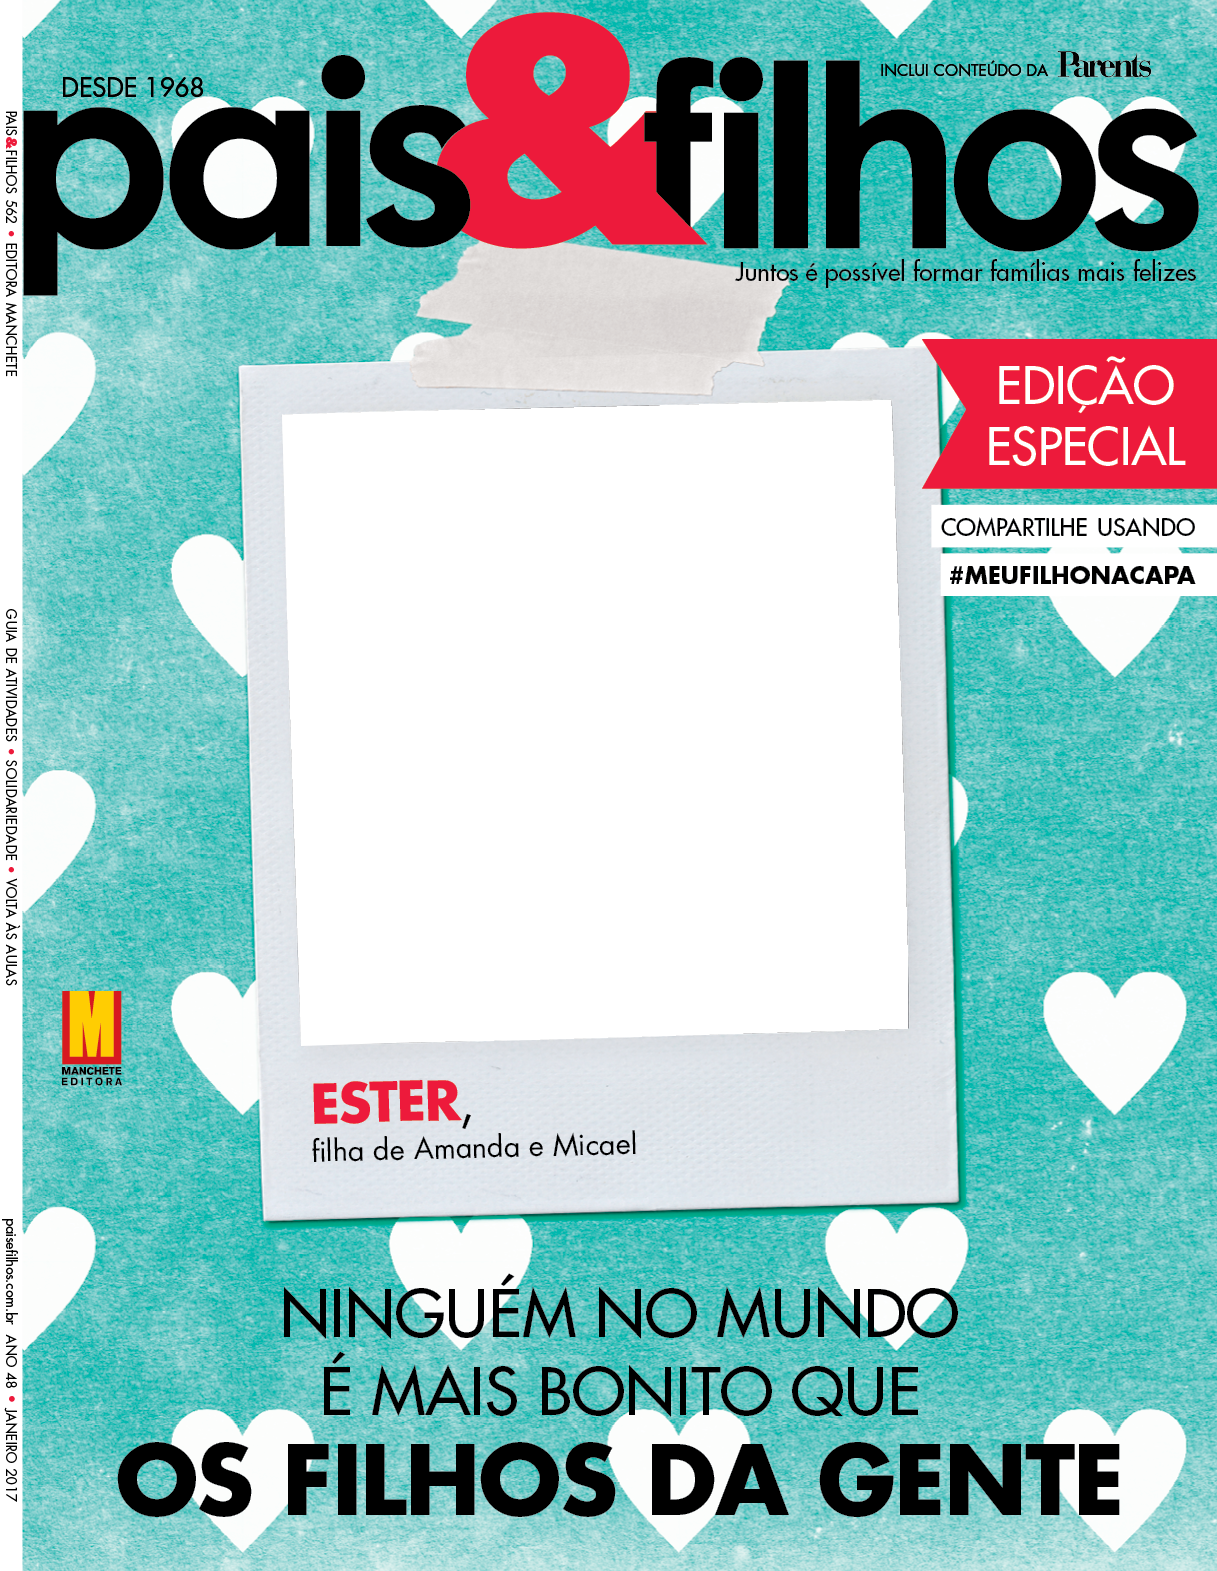 DESDE 1968
INCLUI CONTEÚDO DA Parents
pais&filhos
Juntos é possível formar famílias mais felizes
EDIÇÃO
ESPECIAL
COMPARTILHE USANDO
#MEUFILHONACAPA
PAIS&FILHOS 562 • EDITORA MANCHETE
GUIA DE ATIVIDADES • SOLIDARIEDADE • VOLTA ÀS AULAS
paisefilhos.com.br ANO 48 • JANEIRO 2017
M
MANCHETE
EDITORA
ESTER,
filha de Amanda e Micael
NINGUÉM NO MUNDO
É MAIS BONITO QUE
OS FILHOS DA GENTE